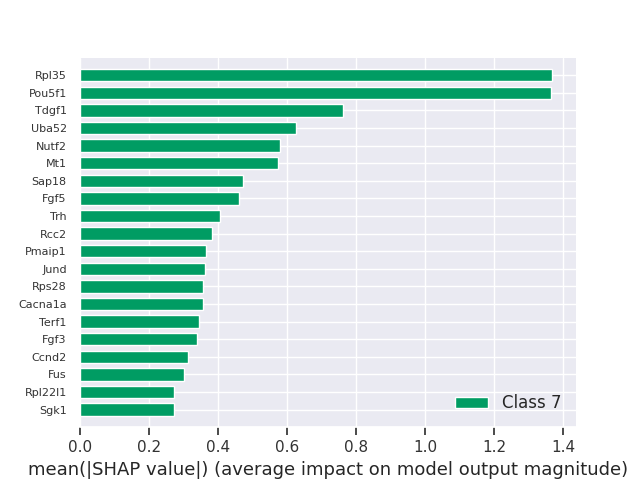 Rpl35
Pou5f1
Tdgf1
Uba52
Nutf2
Mt1
Sap18
Fgf5
Trh
Rcc2
Pmaip1
Jund
Rps28
Cacna1a
Terf1
Fgf3
Ccnd2
Fus
Rpl22l1
Sgk1
Class 7
0.0 0.2 0.4 0.6 0.8 1.0 1.2 1.4
mean(|SHAP value|) (average impact on model output magnitude)